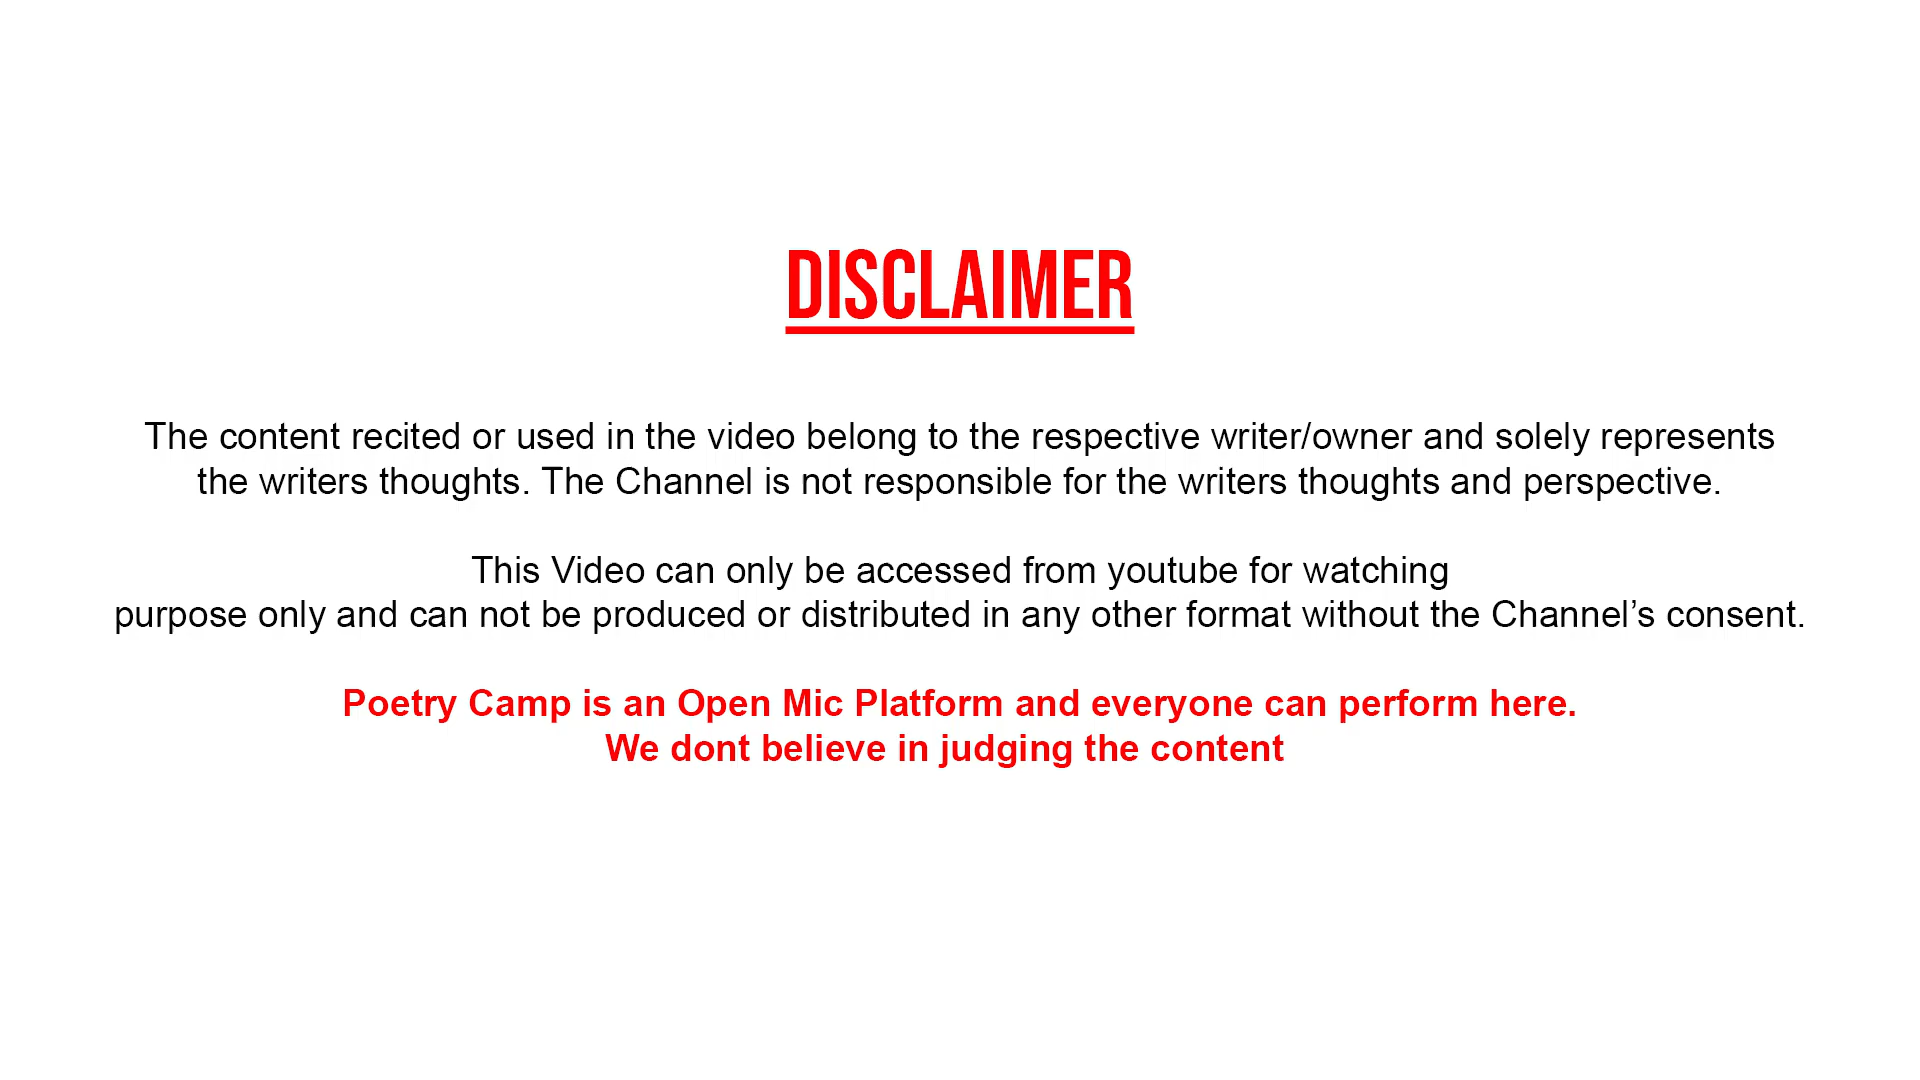 DISCLAIMER
The content recited or used in the video belong to the respective writer/owner and solely represents
the writers thoughts. The Channel is not responsible for the writers thoughts and perspective.
This Video can only be accessed from youtube for watching
purpose only and can not be produced or distributed in any other format without the Channel’s consent.
Poetry Camp is an Open Mic Platform and everyone can perform here.
We dont believe in judging the content